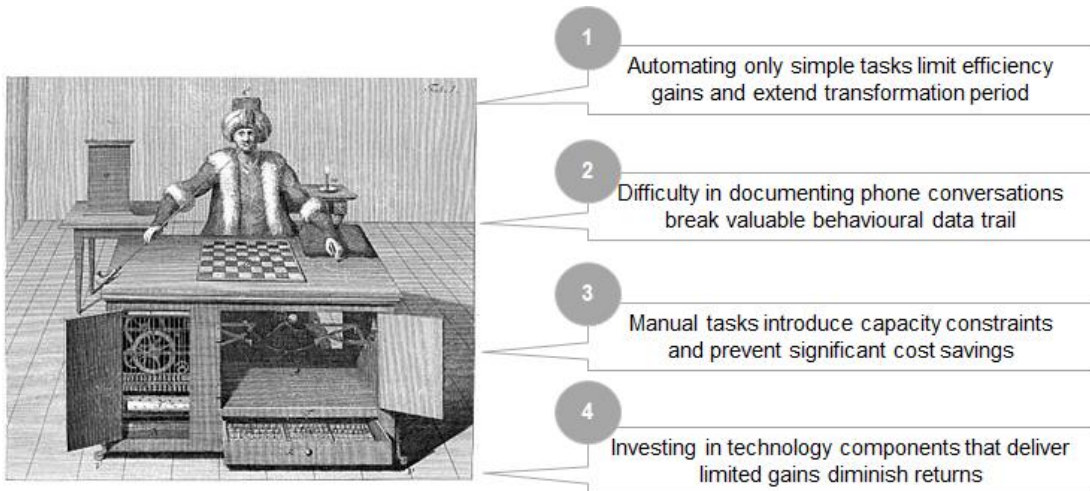 1
Automating only simple tasks limit efficiency
gains and extend transformation period
2
Difficulty in documenting phone conversations
break valuable behavioural data trail
3
Manual tasks introduce capacity constraints
and prevent significant cost savings
4
Investing in technology components that deliver
limited gains diminish returns